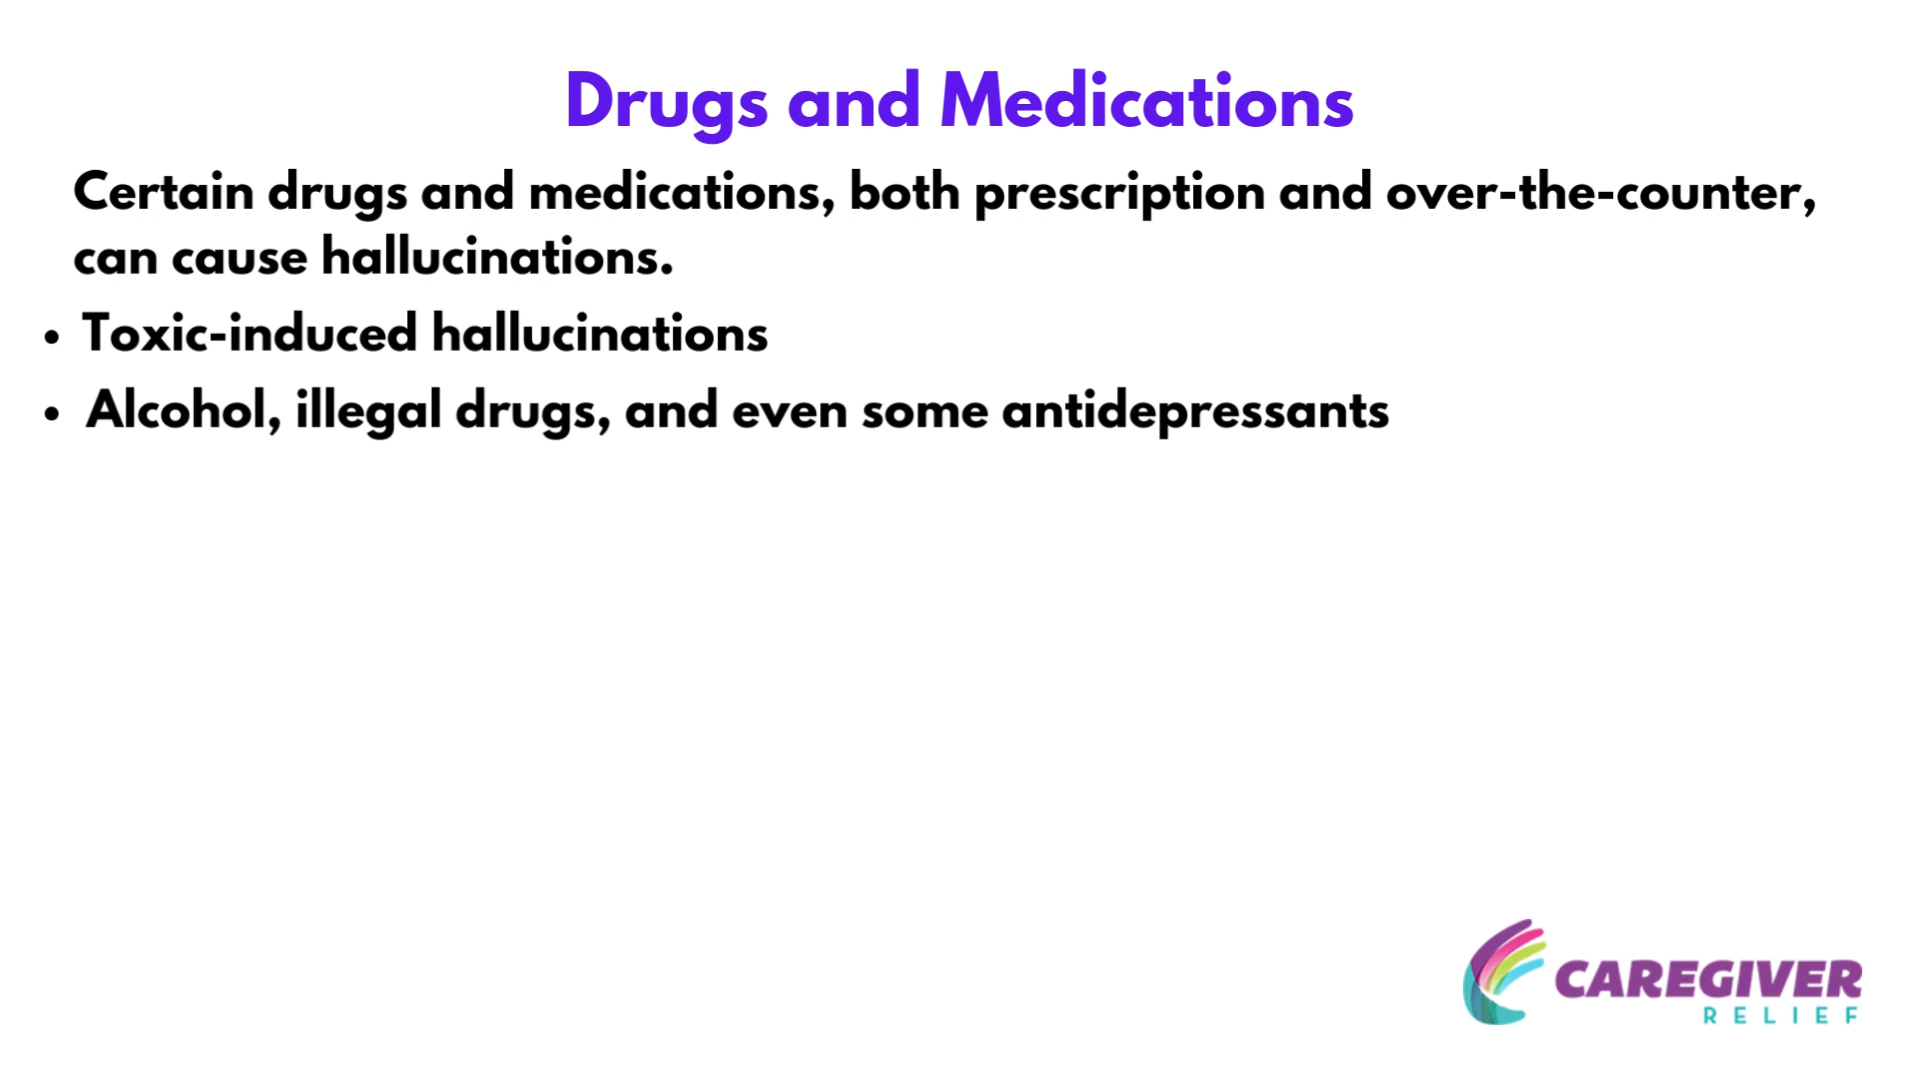 Drugs and Medications
Certain drugs and medications, both prescription and over-the-counter,
can cause hallucinations.
• Toxic-induced hallucinations
• Alcohol, illegal drugs, and even some antidepressants
CAREGIVER
RELIEF